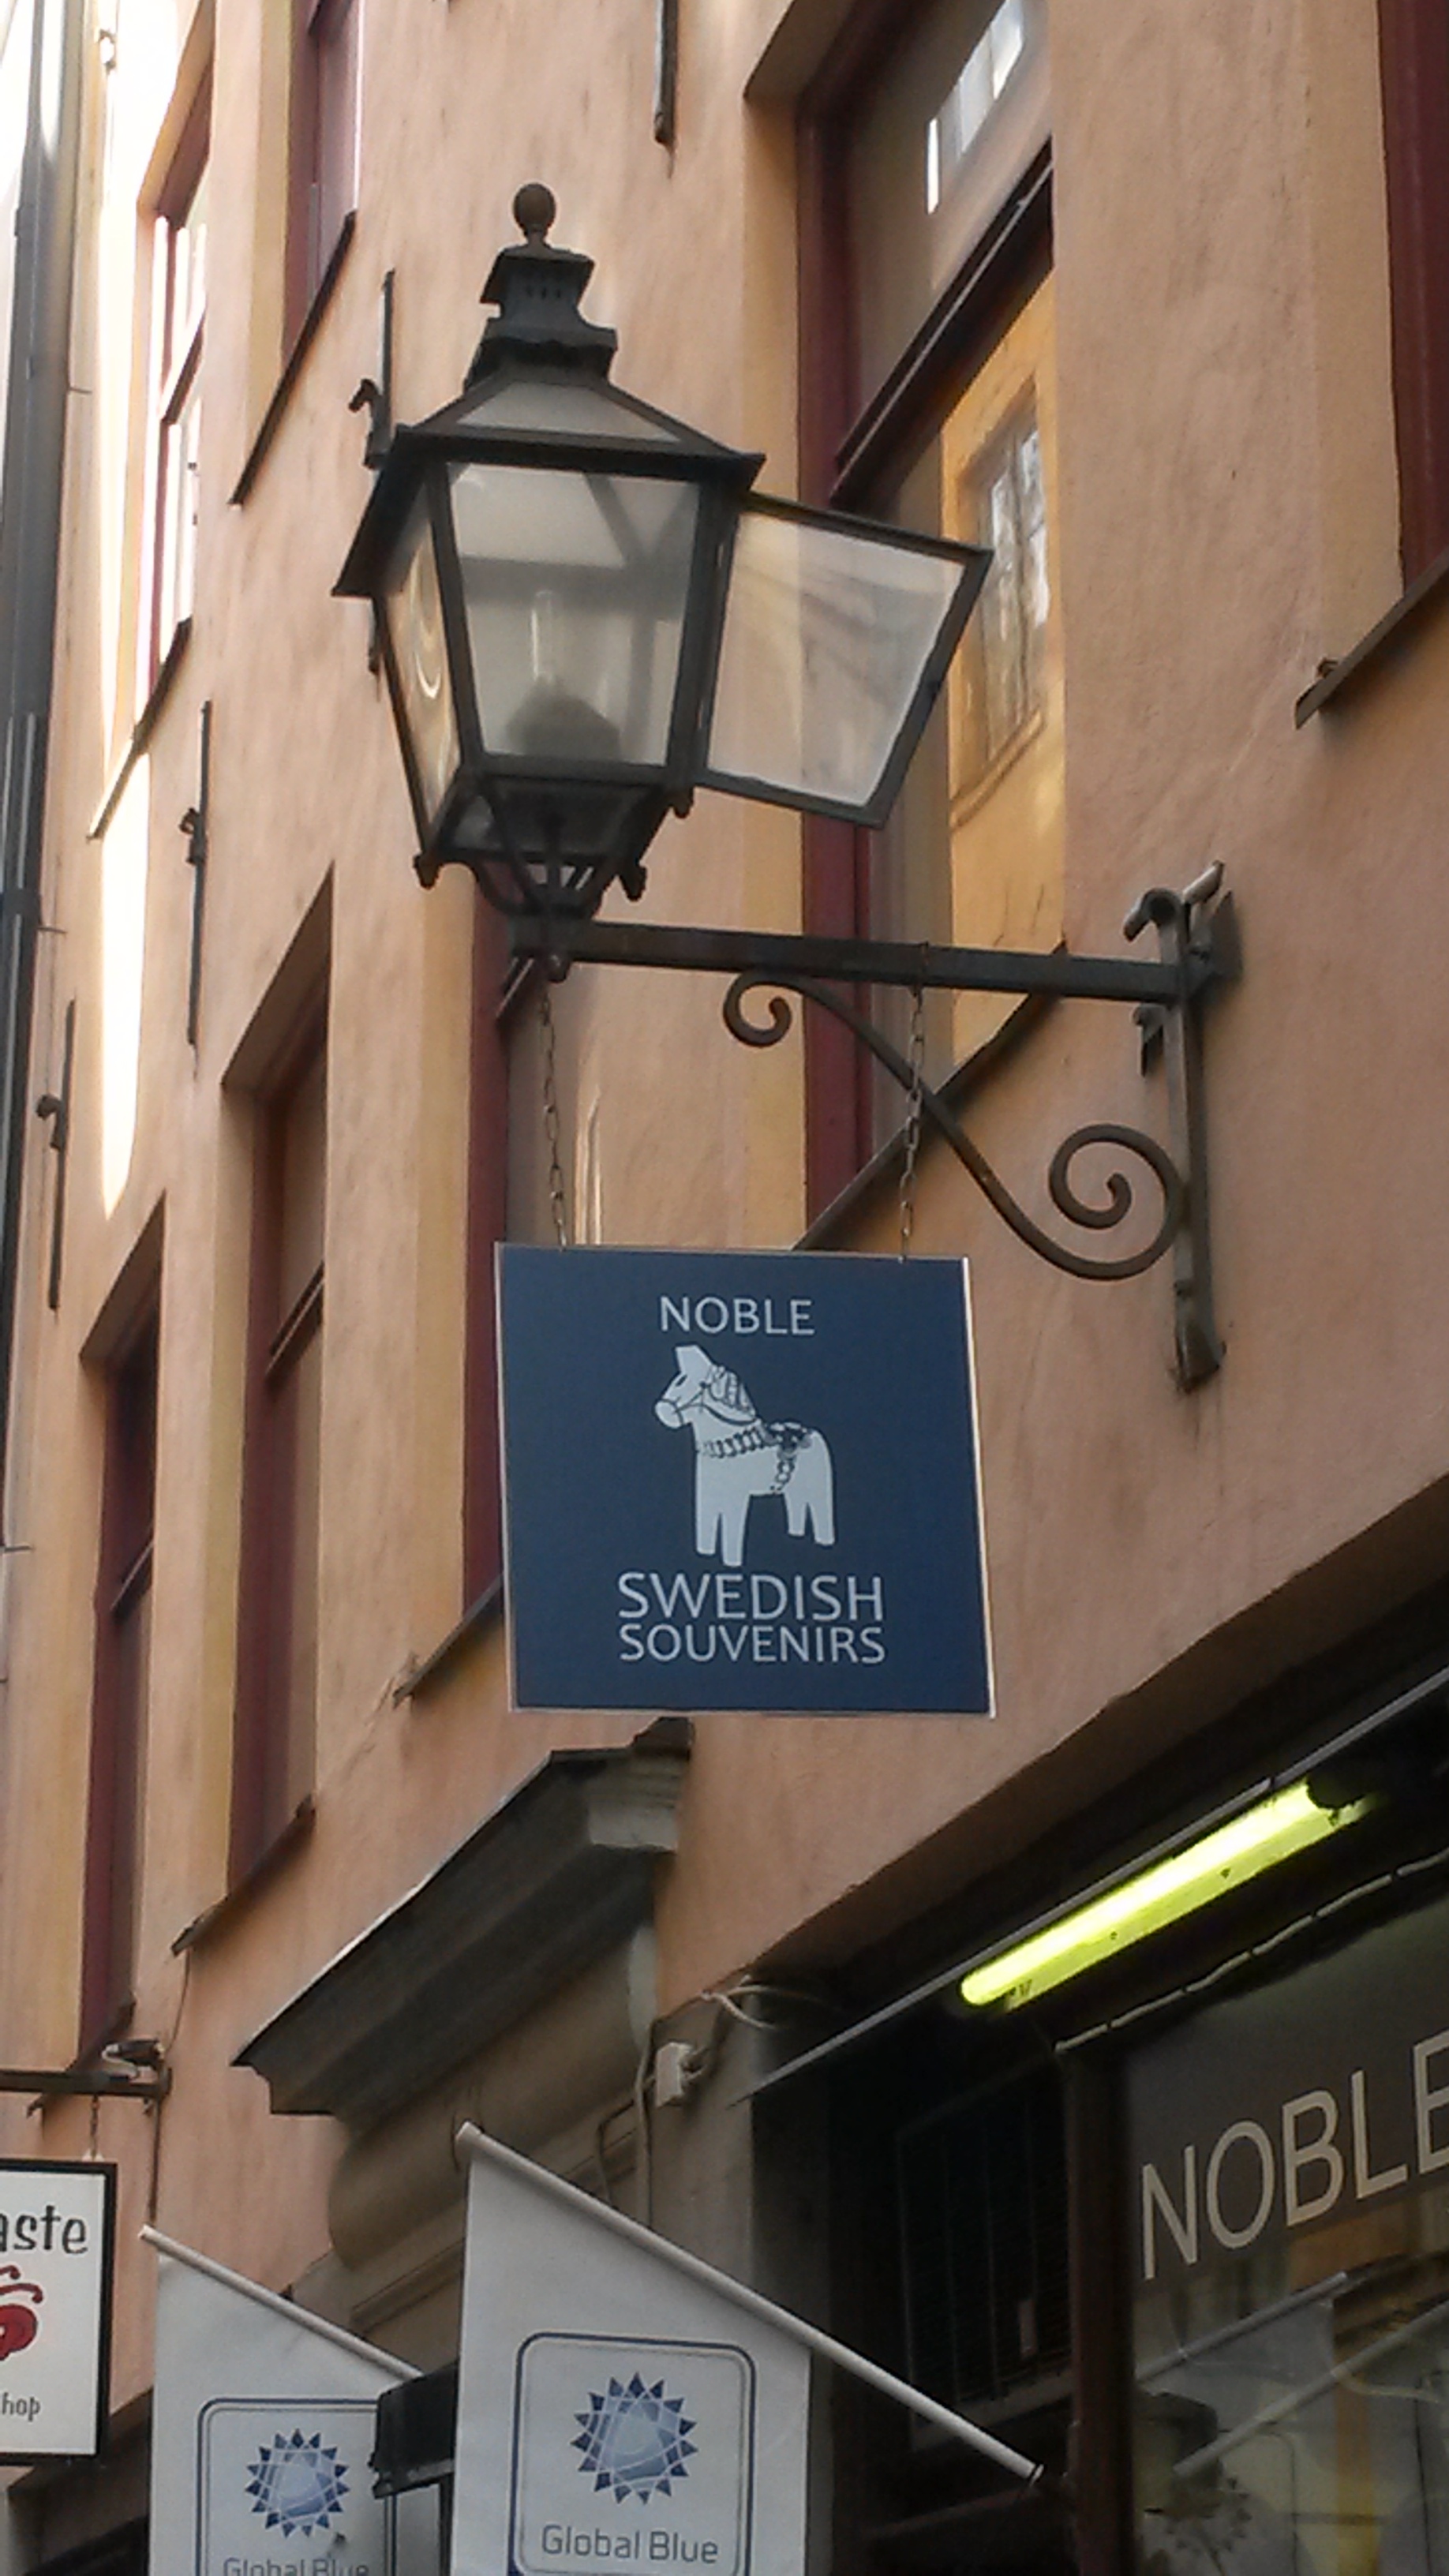 NOBLE
SWEDISH
SOUVENIRS
NOBLE
aste
hop
Global Blue
Global Blue